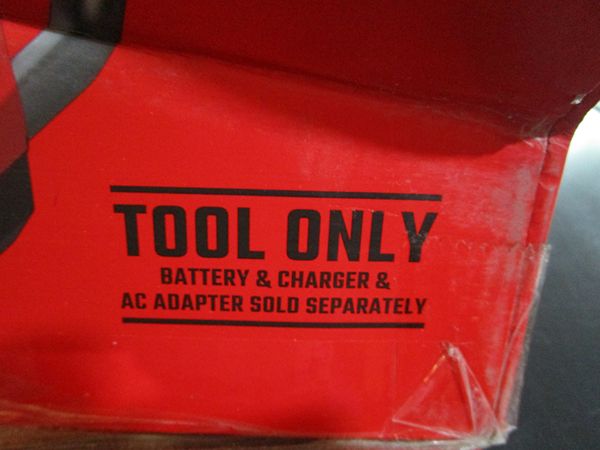 TOOL ONLY
BATTERY & CHARGER &
AC ADAPTER SOLD SEPARATELY